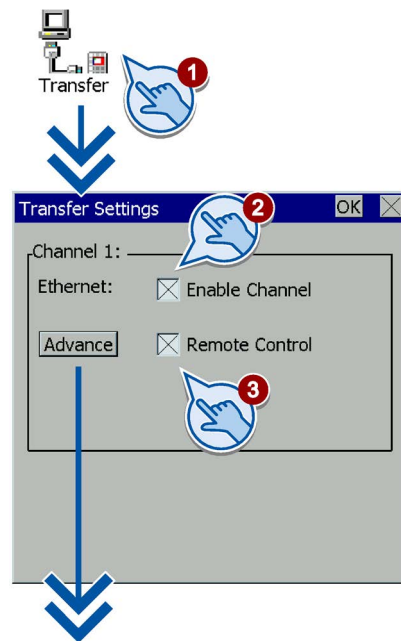 Transfer
1
Transfer Settings
2
OK
Channel 1:
Ethernet:
Enable Channel
Advance
Remote Control
3